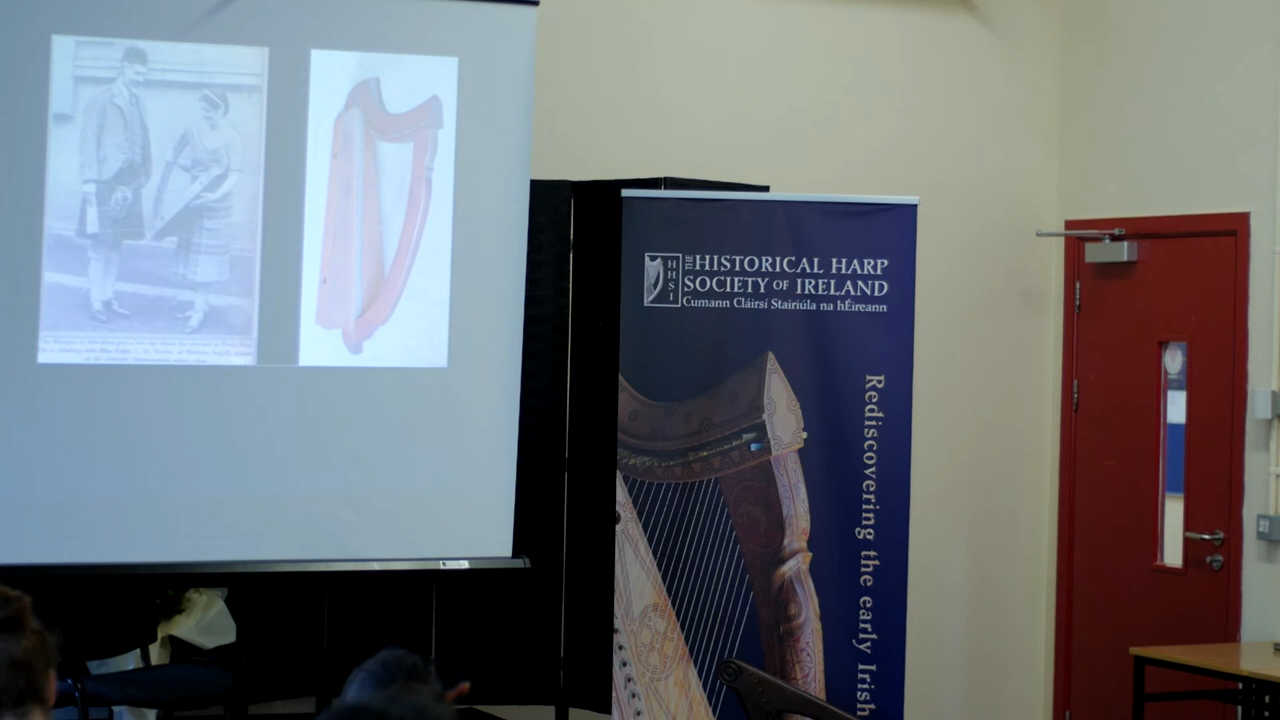 THE HISTORICAL HARP
SOCIETY OF IRELAND
Cumann Cláirsí Stairiúla na hÉireann
HHSI
Rediscovering the early Irish